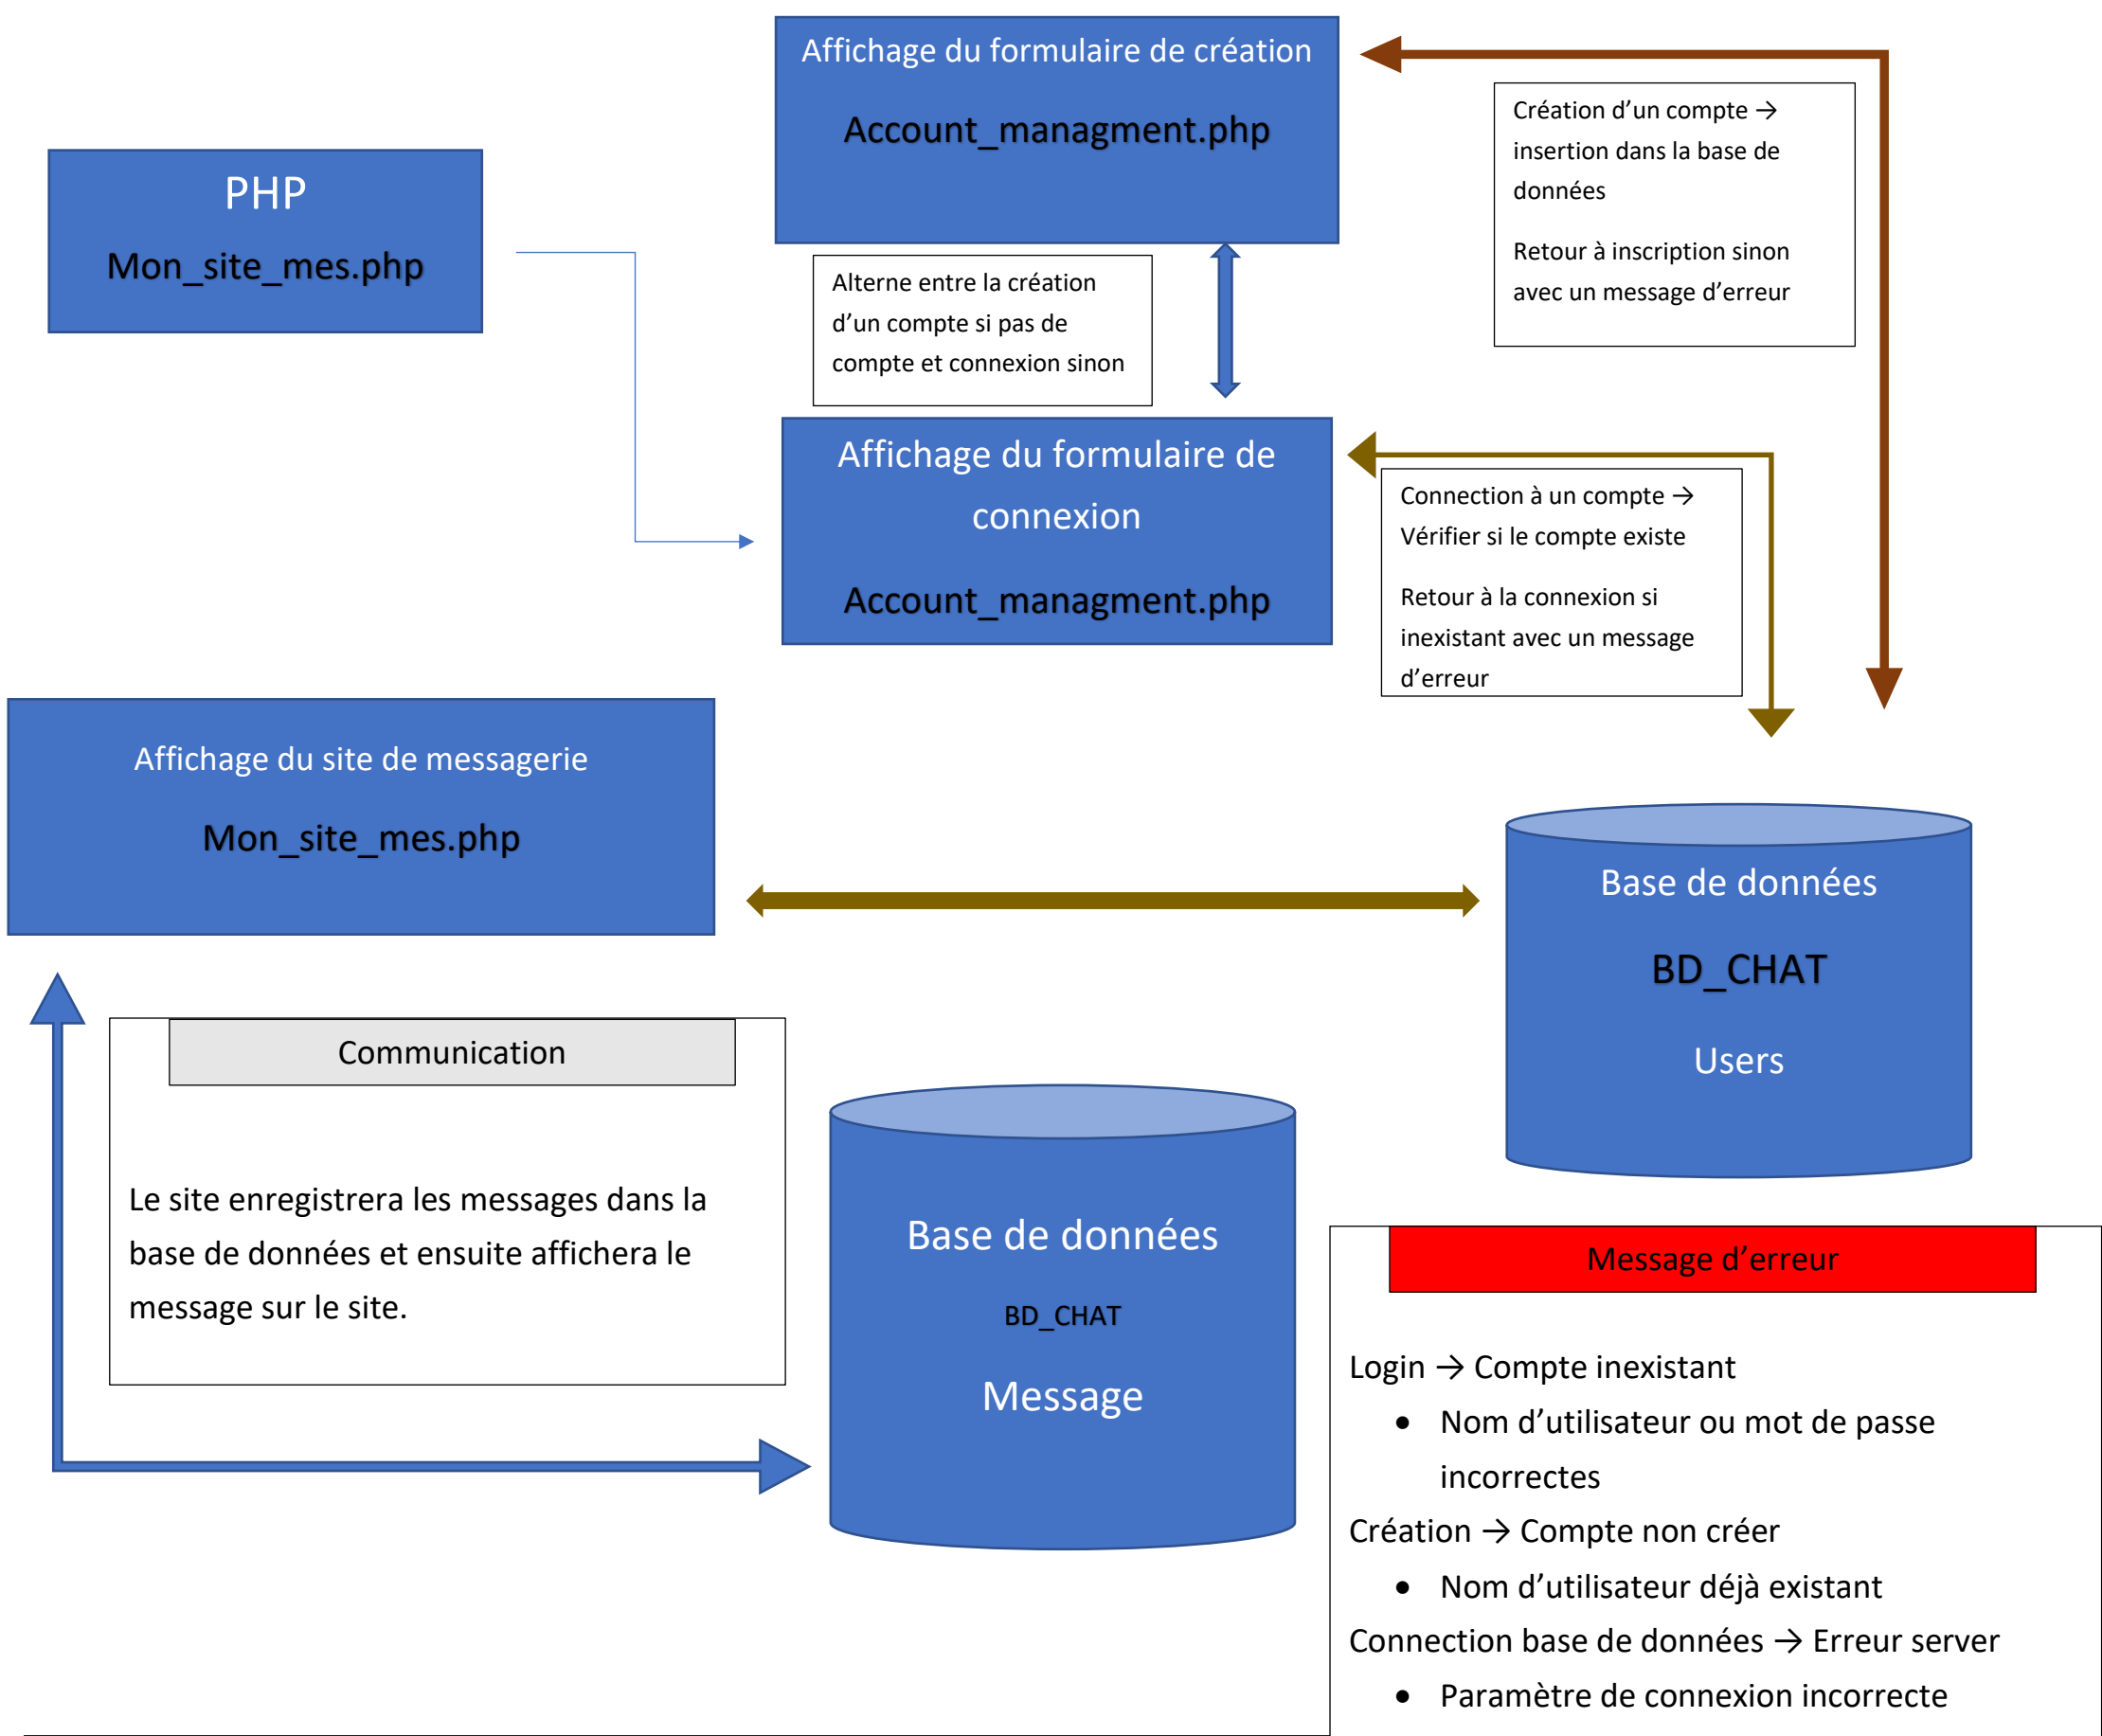 Affichage du formulaire de création
Account_managment.php
PHP
Mon_site_mes.php
Création d’un compte →
insertion dans la base de
données
Retour à inscription sinon
avec un message d’erreur
Alterne entre la création
d’un compte si pas de
compte et connexion sinon
Affichage du formulaire de
connexion
Account_managment.php
Connection à un compte →
Vérifier si le compte existe
Retour à la connexion si
inexistant avec un message
d’erreur
Affichage du site de messagerie
Mon_site_mes.php
Base de données
BD_CHAT
Users
Communication
Le site enregistrera les messages dans la
base de données et ensuite affichera le
message sur le site.
Base de données
BD_CHAT
Message
Message d’erreur
Login → Compte inexistant
• Nom d’utilisateur ou mot de passe
incorrectes
Création → Compte non créer
• Nom d’utilisateur déjà existant
Connection base de données → Erreur server
• Paramètre de connexion incorrecte